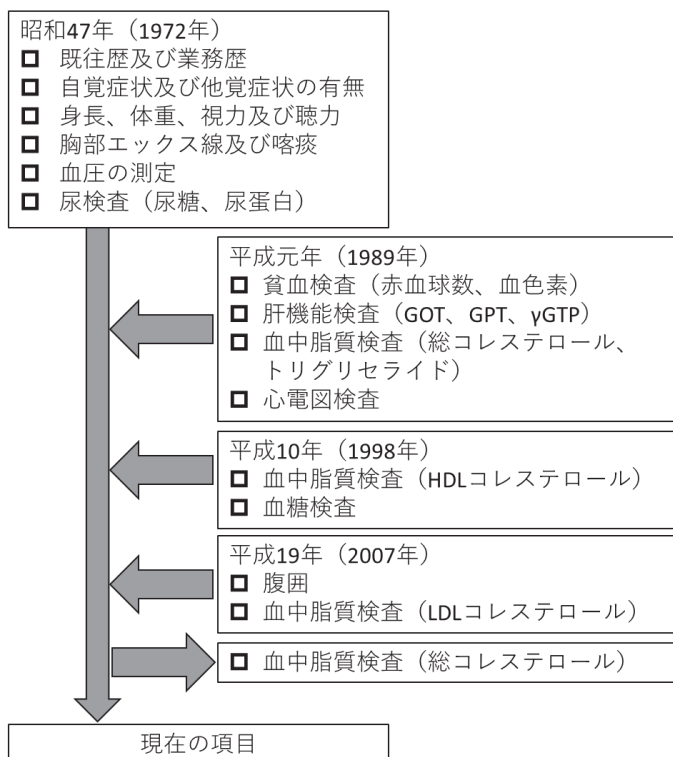 昭和47年（1972年）
□ 既往歴及び業務歴
□ 自覚症状及び他覚症状の有無
□ 身長、体重、視力及び聴力
□ 胸部エックス線及び喀痰
□ 血圧の測定
□ 尿検査（尿糖、尿蛋白）
平成元年（1989年）
□ 貧血検査（赤血球数、血色素）
□ 肝機能検査（GOT、GPT、γGTP）
□ 血中脂質検査（総コレステロール、
トリグリセライド）
□ 心電図検査
平成10年（1998年）
□ 血中脂質検査（HDLコレステロール）
□ 血糖検査
平成19年（2007年）
□ 腹囲
□ 血中脂質検査（LDLコレステロール）
□ 血中脂質検査（総コレステロール）
現在の項目